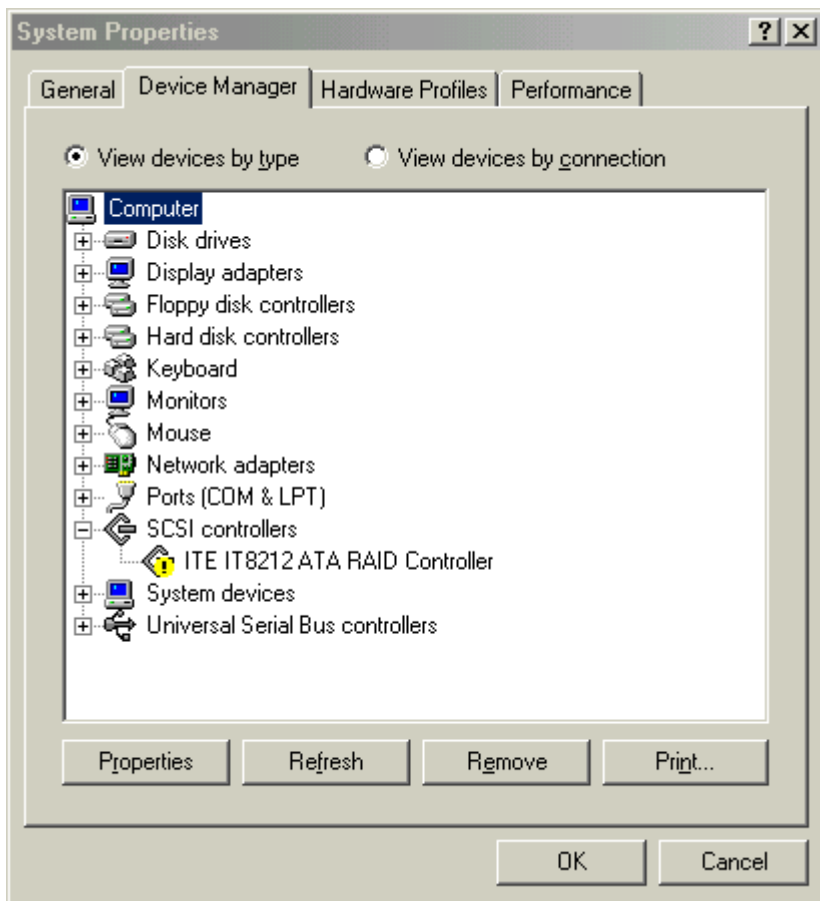 System Properties
General Device Manager Hardware Profiles Performance
View devices by type View devices by connection
Computer
Disk drives
Display adapters
Floppy disk controllers
Hard disk controllers
Keyboard
Monitors
Mouse
Network adapters
Ports (COM & LPT)
SCSI controllers
ITE IT8212 ATA RAID Controller
System devices
Universal Serial Bus controllers
Properties Refresh Remove Print...
OK Cancel